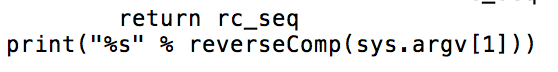 return rc_seq
print("%s" % reverseComp(sys.argv[1]))